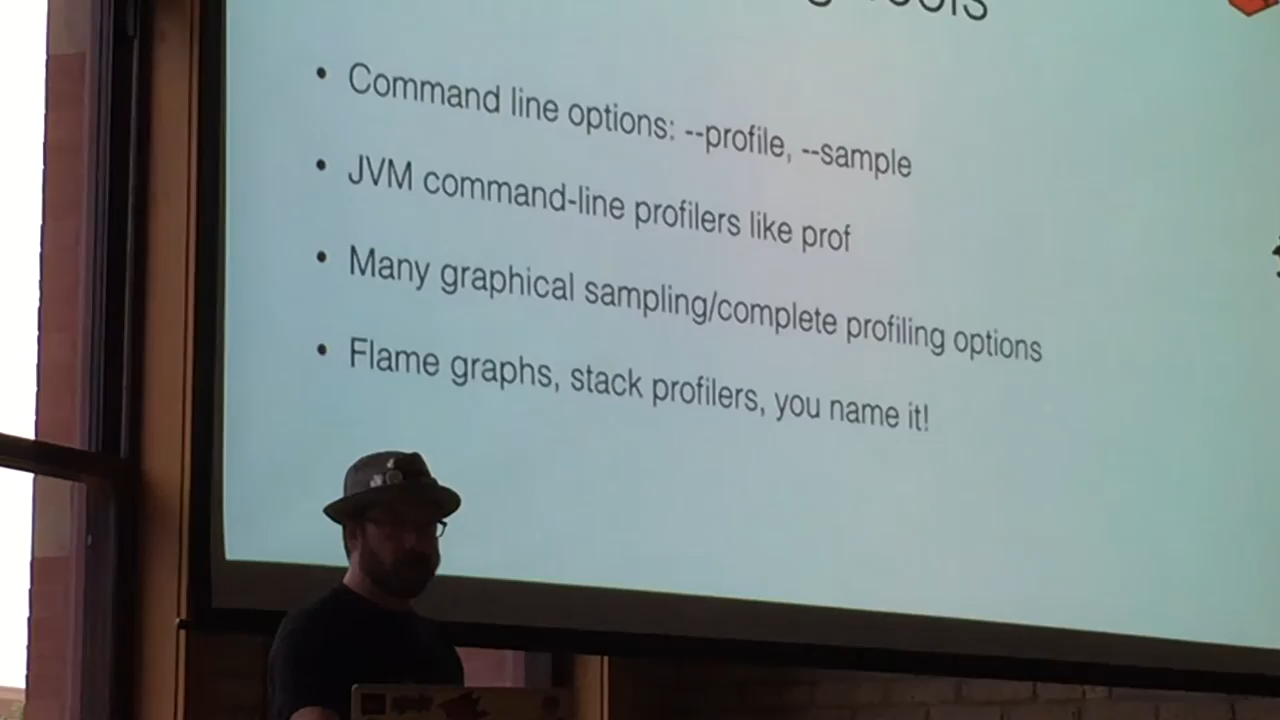 • Command line options: --profile, --sample
• JVM command-line profilers like prof
• Many graphical sampling/complete profiling options
• Flame graphs, stack profilers, you name it!